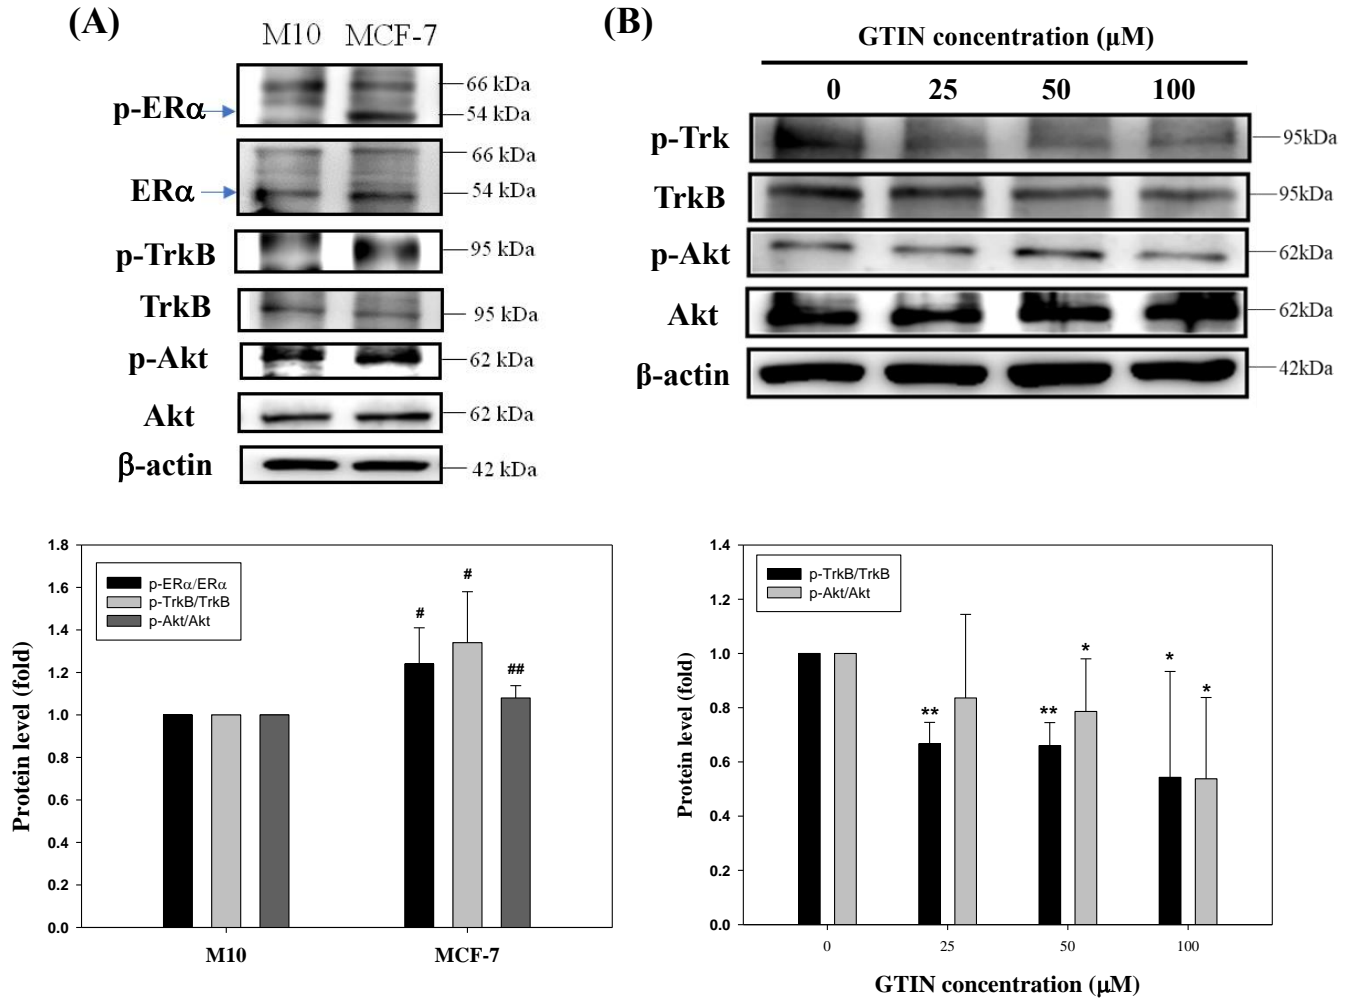 (A)
M10 MCF-7
p-ERα
66 kDa
54 kDa
ERα
66 kDa
54 kDa
p-TrkB
95 kDa
TrkB
95 kDa
p-Akt
62 kDa
Akt
62 kDa
β-actin
42 kDa
(B)
GTIN concentration (μM)
0 25 50 100
p-Trk
95kDa
TrkB
95kDa
p-Akt
62kDa
Akt
62kDa
β-actin
42kDa
Protein level (fold)
1.8
1.6
1.4
1.2
1.0
0.8
0.6
0.4
0.2
0.0
p-ERα/ERα
p-TrkB/TrkB
p-Akt/Akt
# # ##
M10 MCF-7
Protein level (fold)
1.4
1.2
1.0
0.8
0.6
0.4
0.2
0.0
p-TrkB/TrkB
p-Akt/Akt
** ** * * *
0 25 50 100
GTIN concentration (μM)